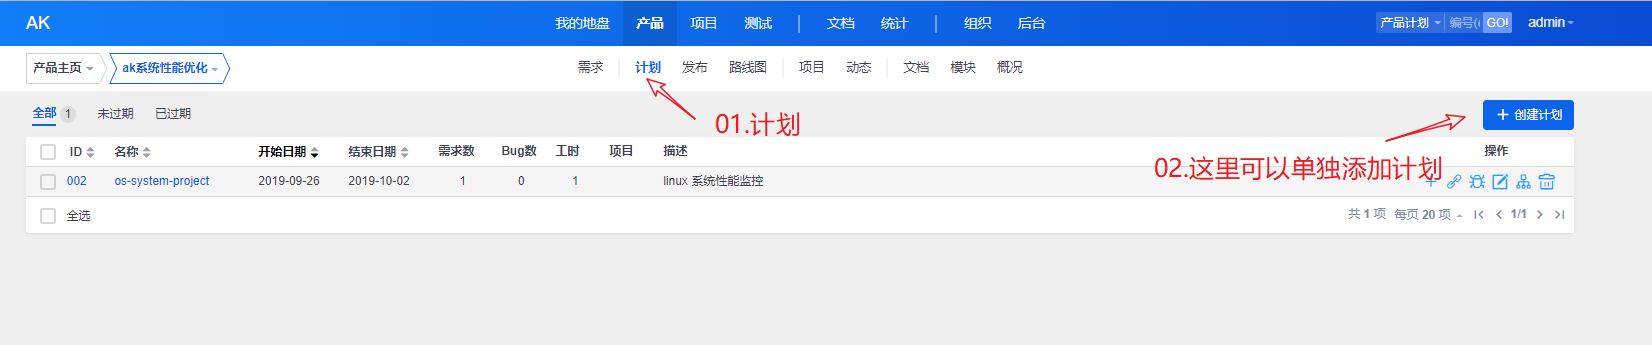 AK 我的地盘 产品 项目 测试 文档 统计 组织 后台 产品计划 编号( GO! admin
产品主页 ak系统性能优化 需求 计划 发布 路线图 项目 动态 文档 模块 概况
全部 1 未过期 已过期 + 创建计划
01.计划
ID 名称 开始日期 结束日期 需求数 Bug数 工时 项目 描述 操作
02.这里可以单独添加计划
002 os-system-project 2019-09-26 2019-10-02 1 0 1 linux 系统性能监控
全选 共 1 项 每页 20 项 1/1